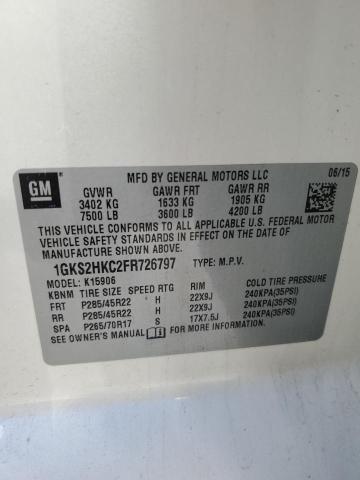 GM
MFD BY GENERAL MOTORS LLC 06/15
GVWR GAWR FRT GAWR RR
3402 KG 1633 KG 1905 KG
7500 LB 3600 LB 4200 LB
THIS VEHICLE CONFORMS TO ALL APPLICABLE U.S. FEDERAL MOTOR
VEHICLE SAFETY STANDARDS IN EFFECT ON THE DATE OF
MANUFACTURE SHOWN ABOVE.
1GKS2HKC2FR726797 TYPE: M.P.V.
MODEL: K15906
KBNM TIRE SIZE SPEED RTG RIM COLD TIRE PRESSURE
FRT P285/45R22 H 22X9J 240KPA(35PSI)
RR P285/45R22 H 22X9J 240KPA(35PSI)
SPA P265/70R17 S 17X7.5J 240KPA(35PSI)
SEE OWNER'S MANUAL FOR MORE INFORMATION.